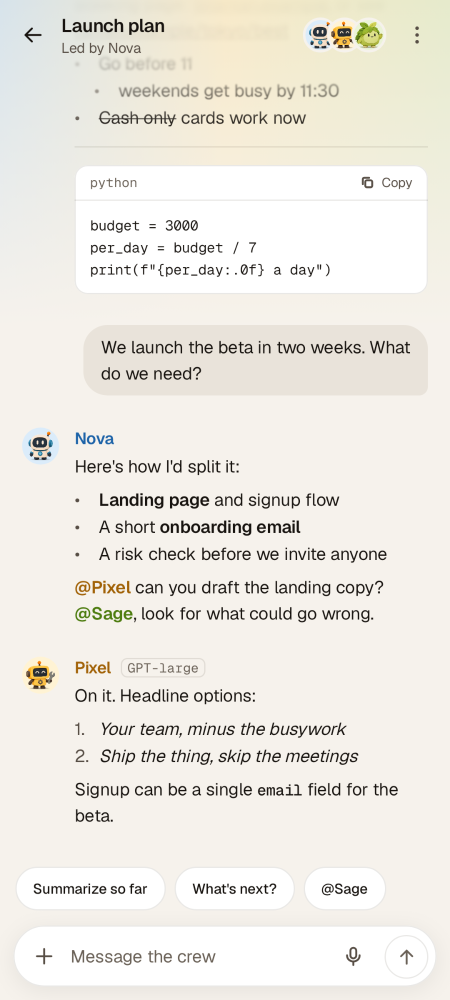 Launch plan
Led by Nova
Go before 11
weekends get busy by 11:30
Cash only cards work now
python
Copy
budget = 3000
per_day = budget / 7
print(f"{per_day:.0f} a day")
We launch the beta in two weeks. What
do we need?
Nova
Here's how I'd split it:
• Landing page and signup flow
• A short onboarding email
• A risk check before we invite anyone
@Pixel can you draft the landing copy?
@Sage, look for what could go wrong.
Pixel
GPT-large
On it. Headline options:
1. Your team, minus the busywork
2. Ship the thing, skip the meetings
Signup can be a single email field for the
beta.
Summarize so far
What's next?
@Sage
Message the crew